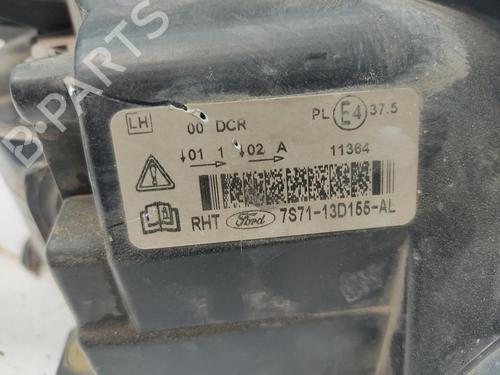 B-PARTS
LH 00 DCR PL E4 37.5
01 1 02 A 11364
RHT Ford 7S71-13D155-AL